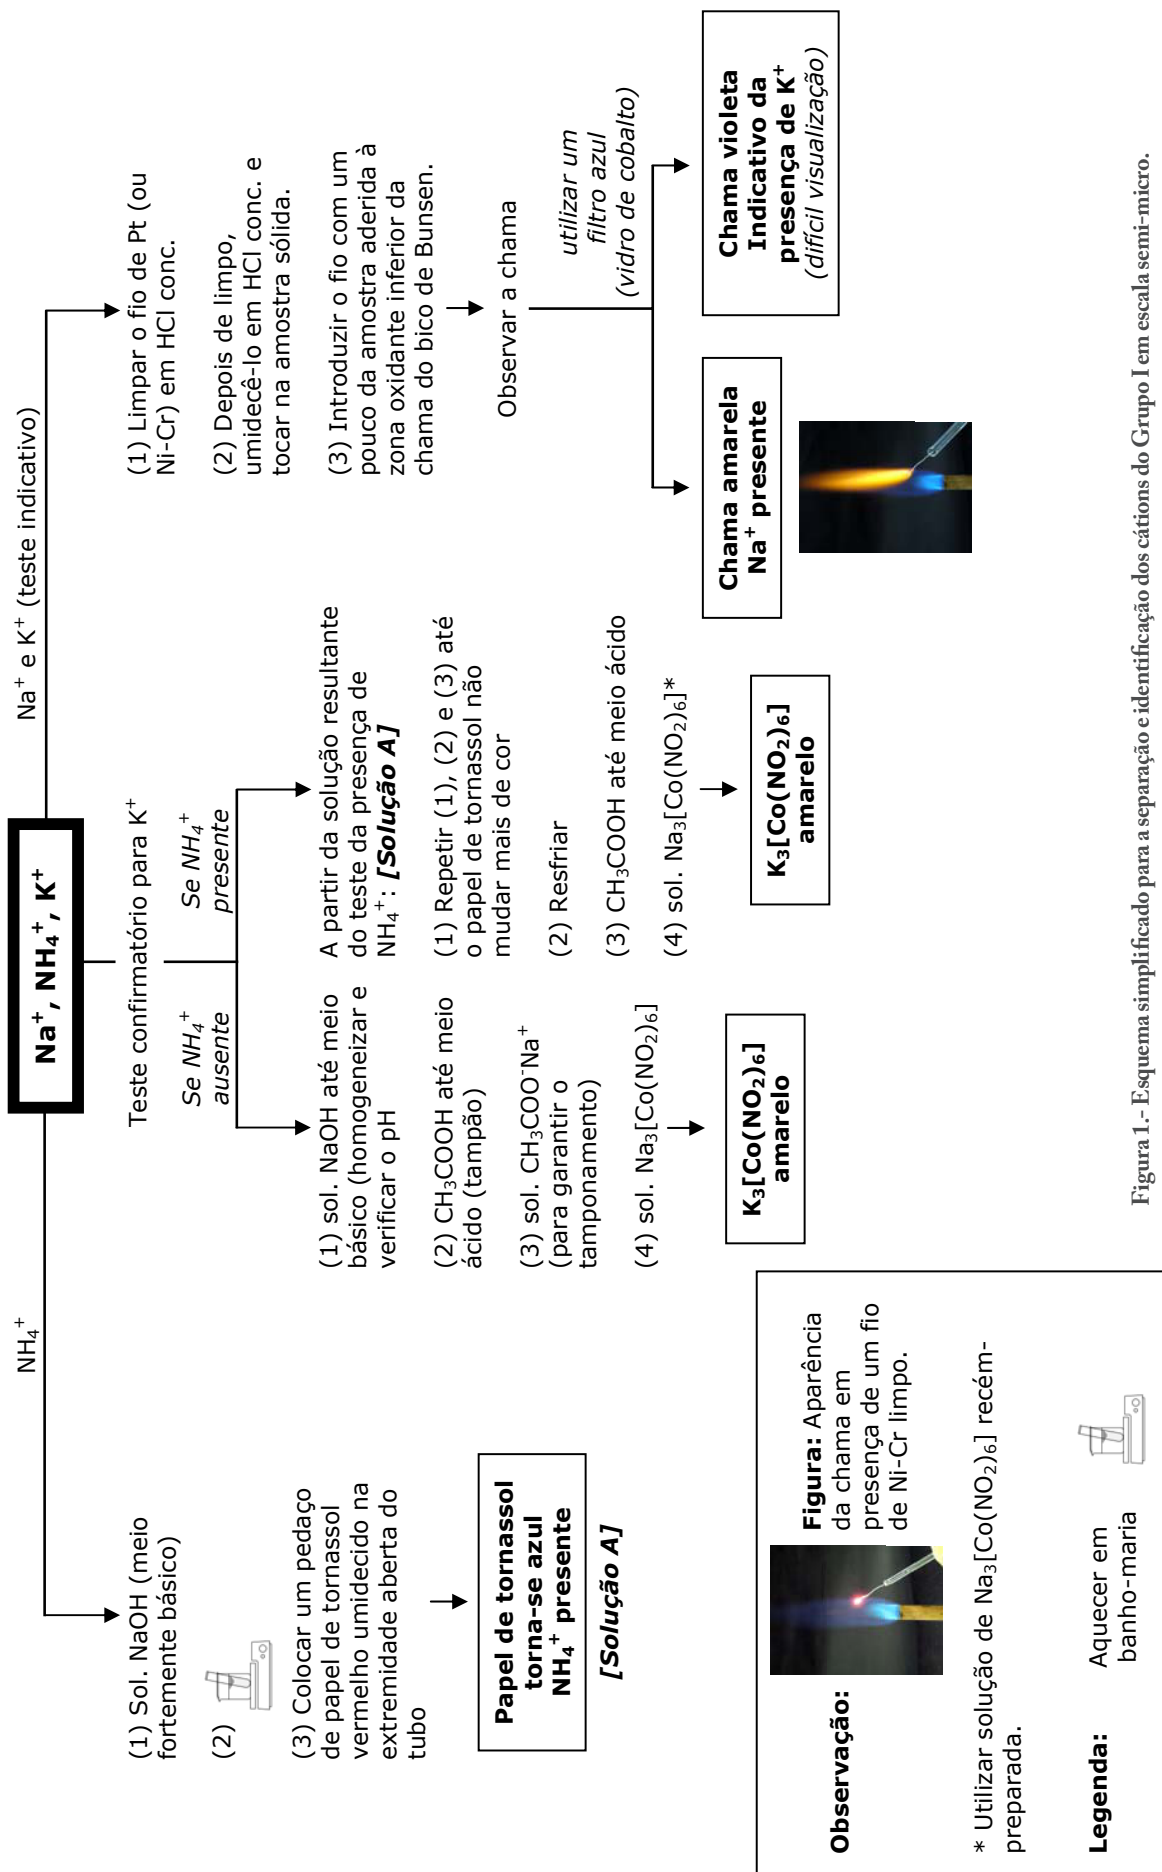 Na⁺, NH₄⁺, K⁺
NH₄⁺
(1) Sol. NaOH (meio
fortemente básico)
(2)
(3) Colocar um pedaço
de papel de tornassol
vermelho umidecido na
extremidade aberta do
tubo
Papel de tornassol
torna-se azul
NH₄⁺ presente
[Solução A]
Teste confirmatório para K⁺
Se NH₄⁺
ausente
(1) sol. NaOH até meio
básico (homogeneizar e
verificar o pH)
(2) CH₃COOH até meio
ácido (tampão)
(3) sol. CH₃COO⁻Na⁺
(para garantir o
tamponamento)
(4) sol. Na₃[Co(NO₂)₆]
K₃[Co(NO₂)₆]
amarelo
Se NH₄⁺
presente
A partir da solução resultante
do teste da presença de
NH₄⁺: [Solução A]
(1) Repetir (1), (2) e (3) até
o papel de tornassol não
mudar mais de cor
(2) Resfriar
(3) CH₃COOH até meio ácido
(4) sol. Na₃[Co(NO₂)₆]*
K₃[Co(NO₂)₆]
amarelo
Na⁺ e K⁺ (teste indicativo)
(1) Limpar o fio de Pt (ou
Ni-Cr) em HCl conc.
(2) Depois de limpo,
umidecê-lo em HCl conc. e
tocar na amostra sólida.
(3) Introduzir o fio com um
pouco da amostra aderida à
zona oxidante inferior da
chama do bico de Bunsen.
Observar a chama
utilizar um
filtro azul
(vidro de cobalto)
Chama amarela
Na⁺ presente
Chama violeta
Indicativo da
presença de K⁺
(difícil visualização)
Observação:
Figura: Aparência
da chama em
presença de um fio
de Ni-Cr limpo.
* Utilizar solução de Na₃[Co(NO₂)₆] recém-
preparada.
Legenda:
Aquecer em
banho-maria
Figura 1.- Esquema simplificado para a separação e identificação dos cátions do Grupo I em escala semi-micro.